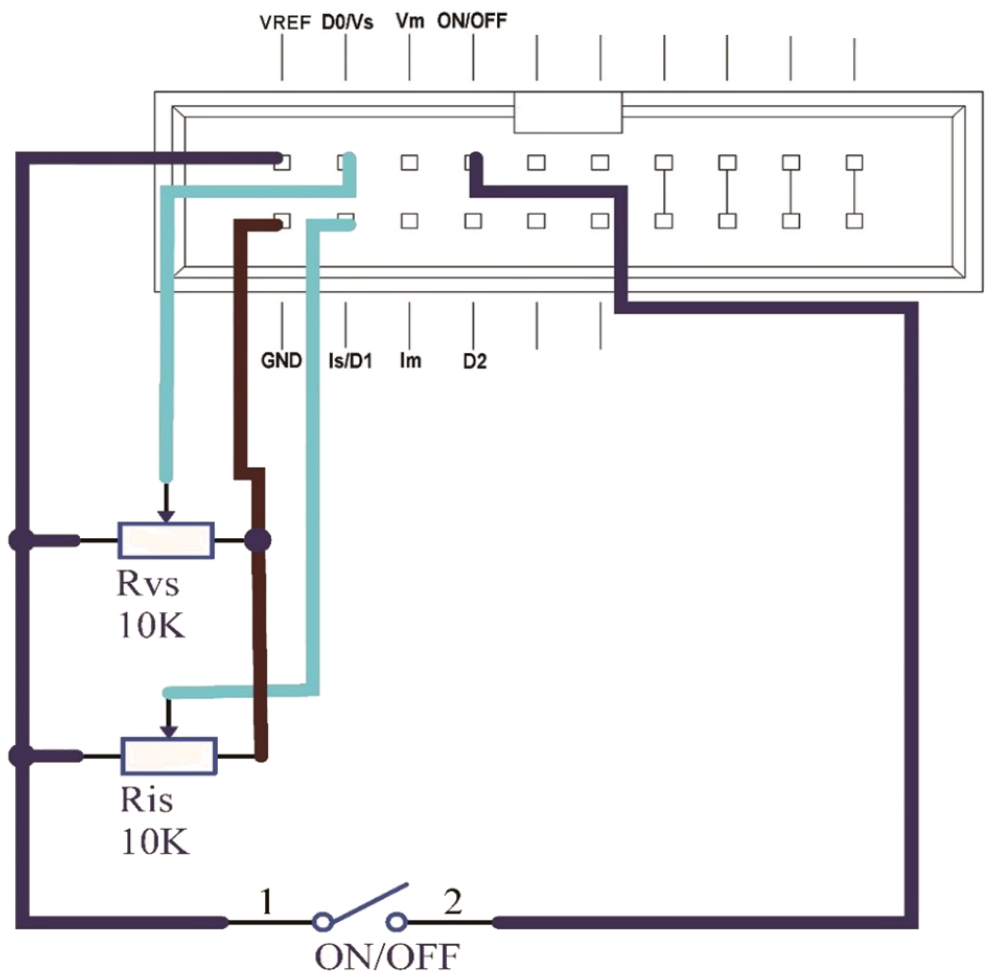 VREF D0/Vs Vm ON/OFF
GND Is/D1 Im D2
Rvs
10K
Ris
10K
1 2
ON/OFF